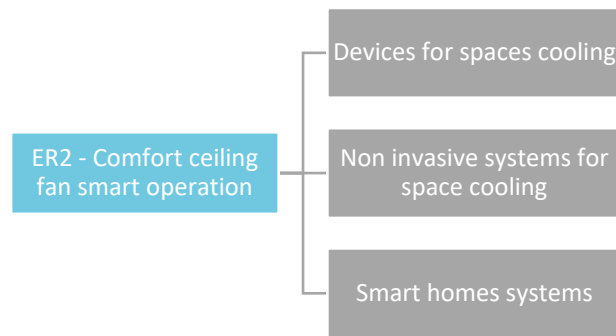 Devices for spaces cooling
ER2 - Comfort ceiling
fan smart operation
Non invasive systems for
space cooling
Smart homes systems